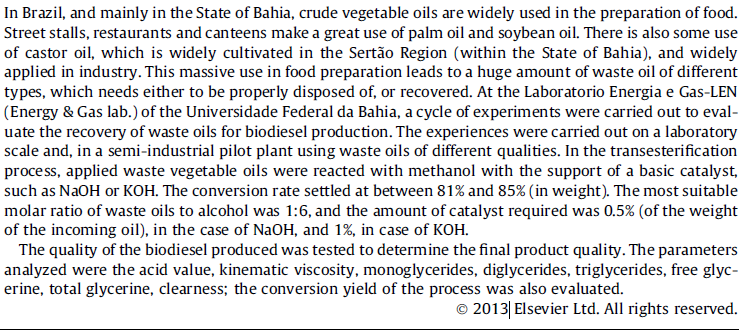 In Brazil, and mainly in the State of Bahia, crude vegetable oils are widely used in the preparation of food.
Street stalls, restaurants and canteens make a great use of palm oil and soybean oil. There is also some use
of castor oil, which is widely cultivated in the Sertão Region (within the State of Bahia), and widely
applied in industry. This massive use in food preparation leads to a huge amount of waste oil of different
types, which needs either to be properly disposed of, or recovered. At the Laboratorio Energia e Gas-LEN
(Energy & Gas lab.) of the Universidade Federal da Bahia, a cycle of experiments were carried out to eval-
uate the recovery of waste oils for biodiesel production. The experiences were carried out on a laboratory
scale and, in a semi-industrial pilot plant using waste oils of different qualities. In the transesterification
process, applied waste vegetable oils were reacted with methanol with the support of a basic catalyst,
such as NaOH or KOH. The conversion rate settled at between 81% and 85% (in weight). The most suitable
molar ratio of waste oils to alcohol was 1:6, and the amount of catalyst required was 0.5% (of the weight
of the incoming oil), in the case of NaOH, and 1%, in case of KOH.
The quality of the biodiesel produced was tested to determine the final product quality. The parameters
analyzed were the acid value, kinematic viscosity, monoglycerides, diglycerides, triglycerides, free glyc-
erine, total glycerine, clearness; the conversion yield of the process was also evaluated.
© 2013 Elsevier Ltd. All rights reserved.